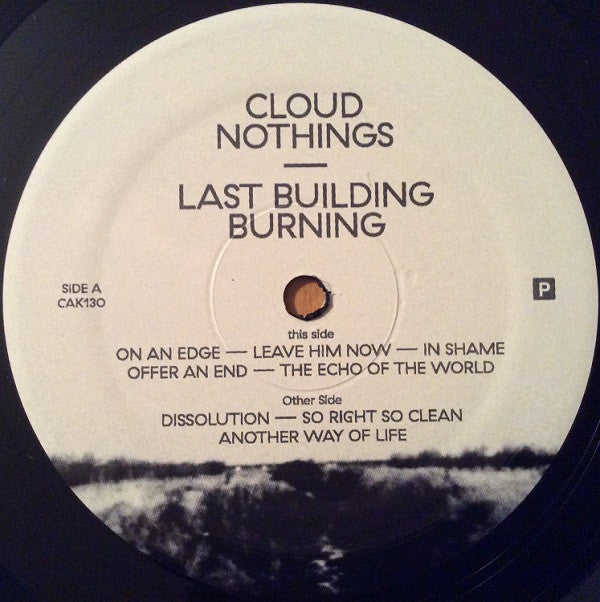 CLOUD
NOTHINGS
—
LAST BUILDING
BURNING
SIDE A
CAK130
P
this side
ON AN EDGE — LEAVE HIM NOW — IN SHAME
OFFER AN END — THE ECHO OF THE WORLD
Other Side
DISSOLUTION — SO RIGHT SO CLEAN
ANOTHER WAY OF LIFE